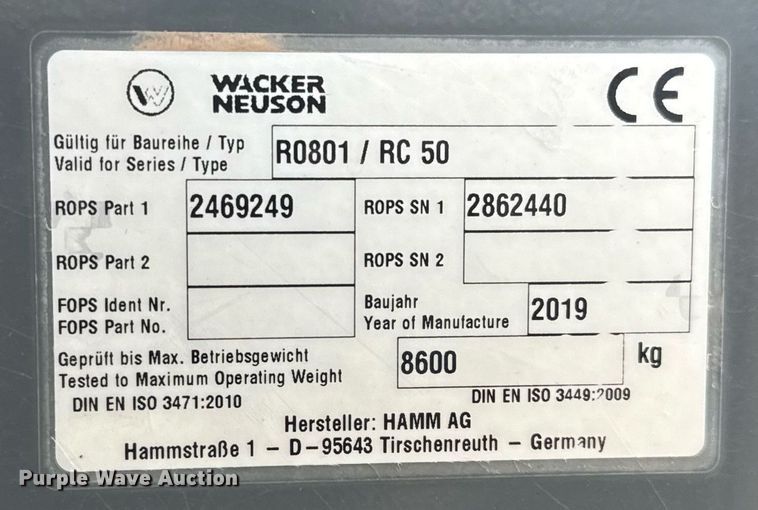 WACKER
NEUSON
CE
Gültig für Baureihe / Typ
Valid for Series / Type
R0801 / RC 50
ROPS Part 1 2469249 ROPS SN 1 2862440
ROPS Part 2 ROPS SN 2
FOPS Ident Nr.
FOPS Part No.
Baujahr
Year of Manufacture
2019
Geprüft bis Max. Betriebsgewicht
Tested to Maximum Operating Weight
8600 kg
DIN EN ISO 3471:2010 DIN EN ISO 3449:2009
Hersteller: HAMM AG
Hammstraße 1 – D–95643 Tirschenreuth – Germany
Purple Wave Auction